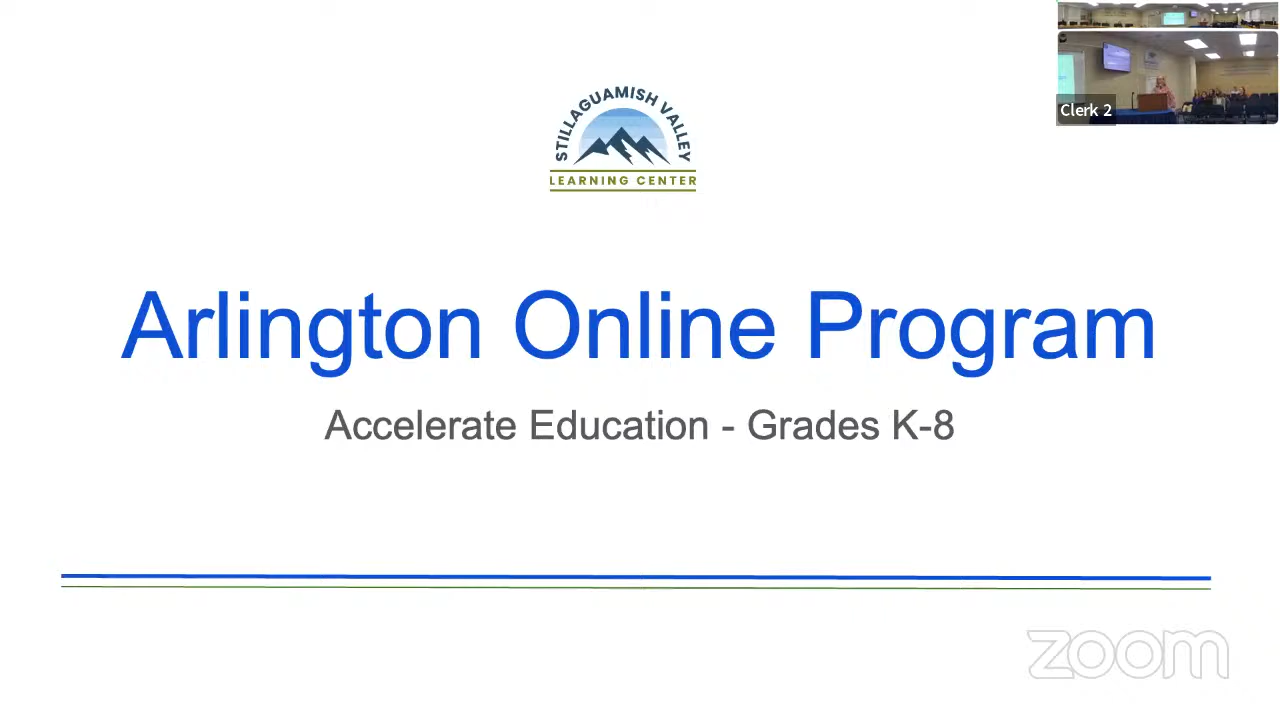 STILLAGUAMISH VALLEY
LEARNING CENTER
Clerk 2
Arlington Online Program
Accelerate Education - Grades K-8
zoom